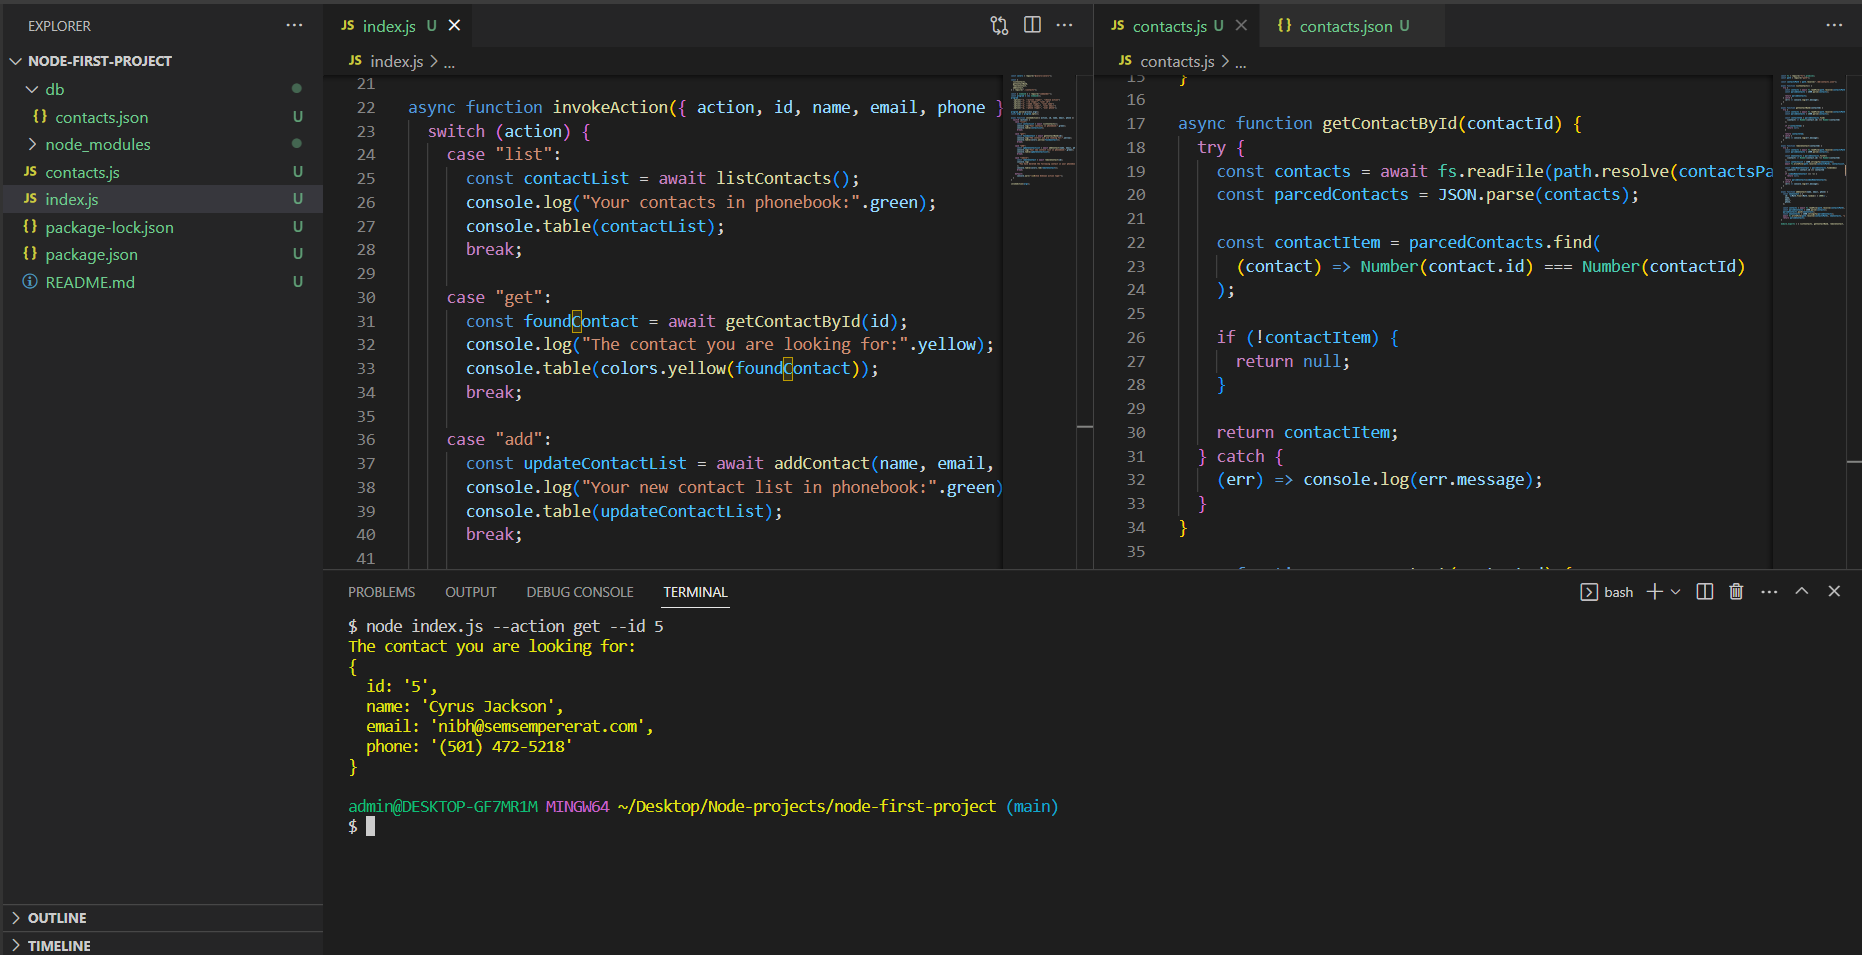 EXPLORER
NODE-FIRST-PROJECT
db
{} contacts.json U
node_modules
JS contacts.js U
JS index.js U
{} package-lock.json U
{} package.json U
README.md U
OUTLINE
TIMELINE
JS index.js U
JS index.js > ...
21
22 async function invokeAction({ action, id, name, email, phone }
23 switch (action) {
24 case "list":
25 const contactList = await listContacts();
26 console.log("Your contacts in phonebook:".green);
27 console.table(contactList);
28 break;
29
30 case "get":
31 const foundContact = await getContactById(id);
32 console.log("The contact you are looking for:".yellow);
33 console.table(colors.yellow(foundContact));
34 break;
35
36 case "add":
37 const updateContactList = await addContact(name, email,
38 console.log("Your new contact list in phonebook:".green)
39 console.table(updateContactList);
40 break;
41
JS contacts.js U
{} contacts.json U
JS contacts.js > ...
15 }
16
17 async function getContactById(contactId) {
18 try {
19 const contacts = await fs.readFile(path.resolve(contactsPa
20 const parcedContacts = JSON.parse(contacts);
21
22 const contactItem = parcedContacts.find(
23 (contact) => Number(contact.id) === Number(contactId)
24 );
25
26 if (!contactItem) {
27 return null;
28 }
29
30 return contactItem;
31 } catch {
32 (err) => console.log(err.message);
33 }
34 }
35
PROBLEMS OUTPUT DEBUG CONSOLE TERMINAL
bash
$ node index.js --action get --id 5
The contact you are looking for:
{
id: '5',
name: 'Cyrus Jackson',
email: 'nibh@semsempererat.com',
phone: '(501) 472-5218'
}
admin@DESKTOP-GF7MR1M MINGW64 ~/Desktop/Node-projects/node-first-project (main)
$